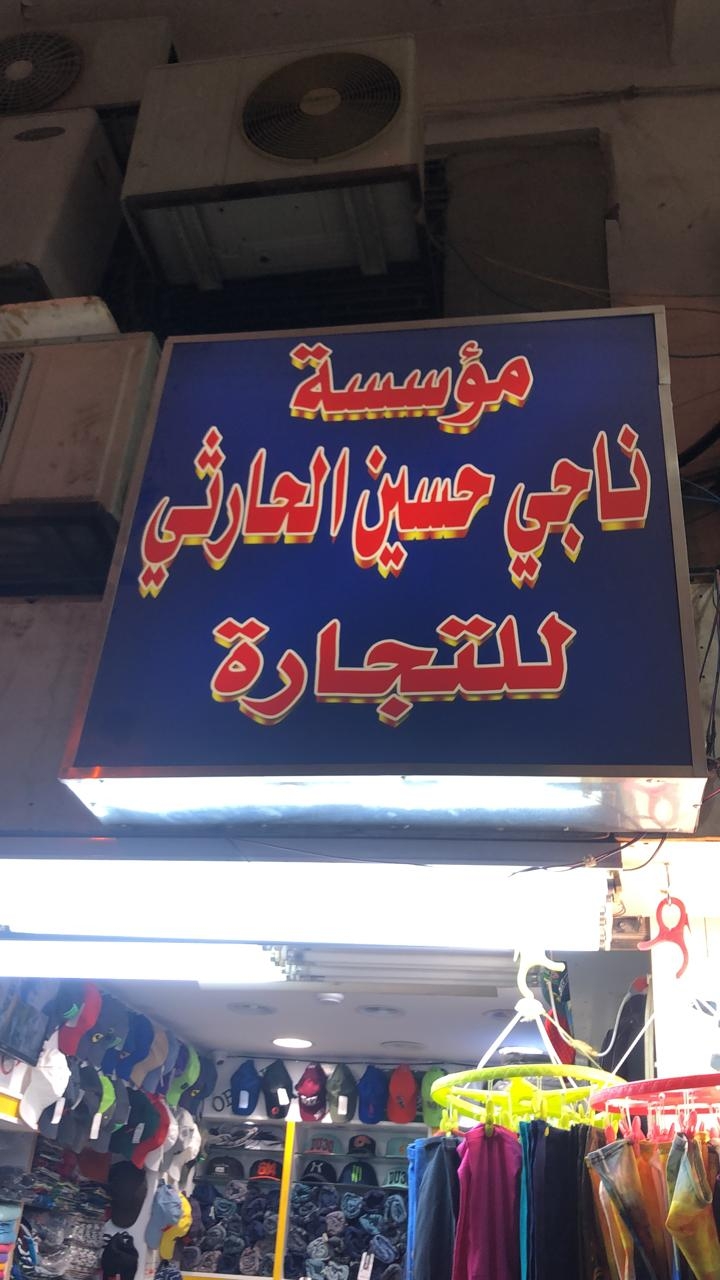 مؤسسة
ناجي حسين الحارثي
للتجارة